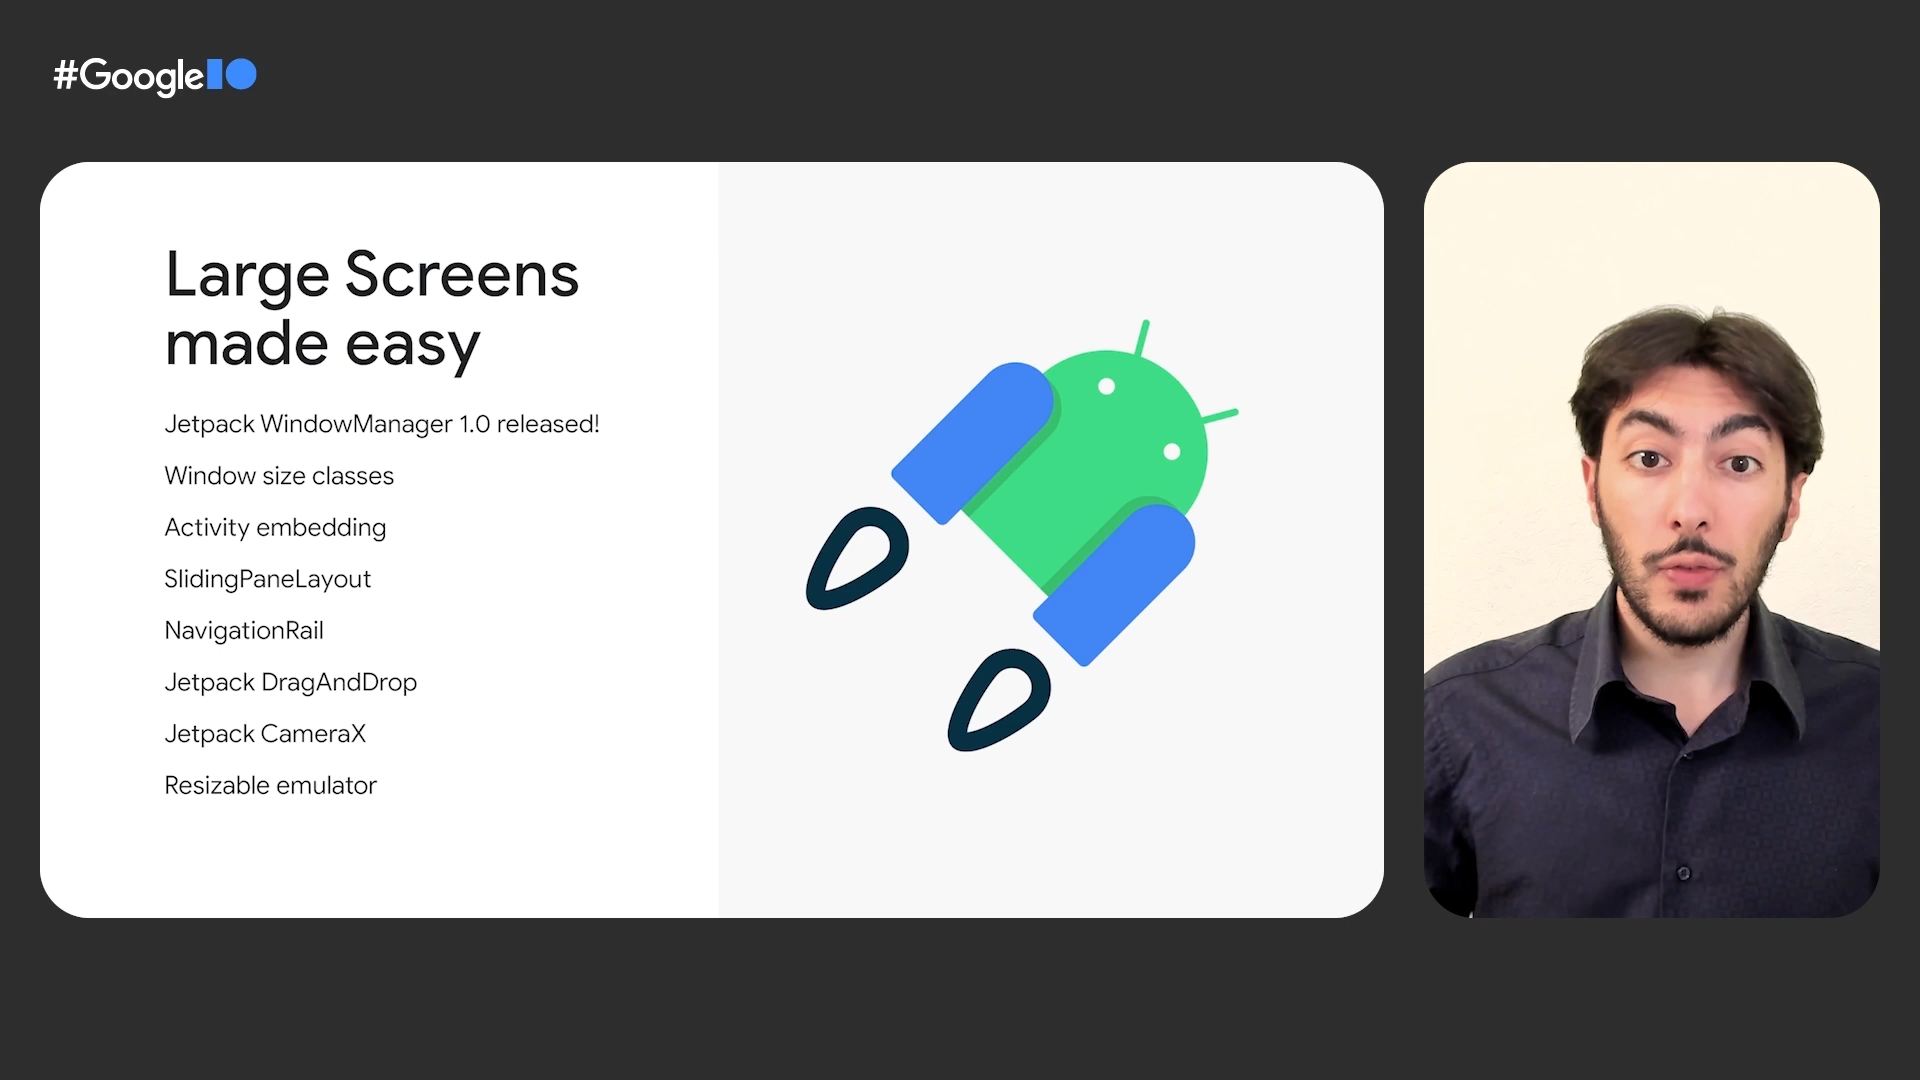 #GoogleIO
Large Screens
made easy
Jetpack WindowManager 1.0 released!
Window size classes
Activity embedding
SlidingPaneLayout
NavigationRail
Jetpack DragAndDrop
Jetpack CameraX
Resizable emulator